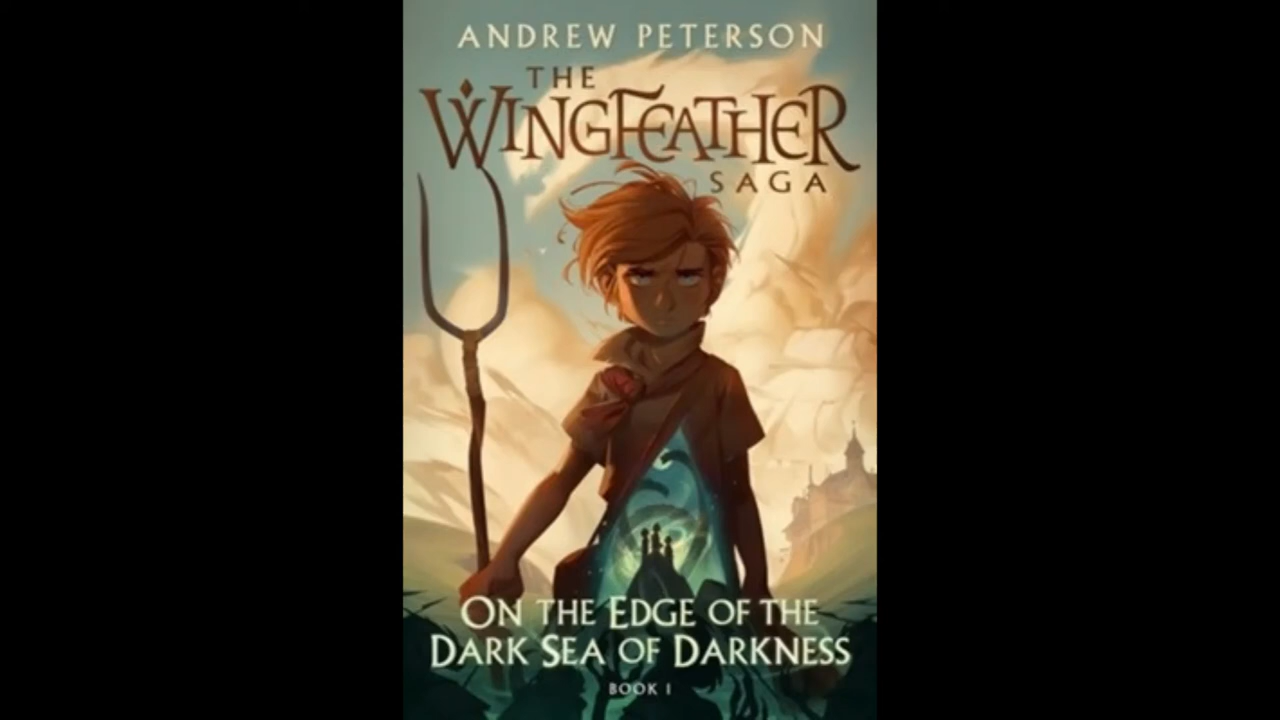 ANDREW PETERSON
THE
WINGFEATHER
SAGA
ON THE EDGE OF THE
DARK SEA OF DARKNESS
BOOK 1